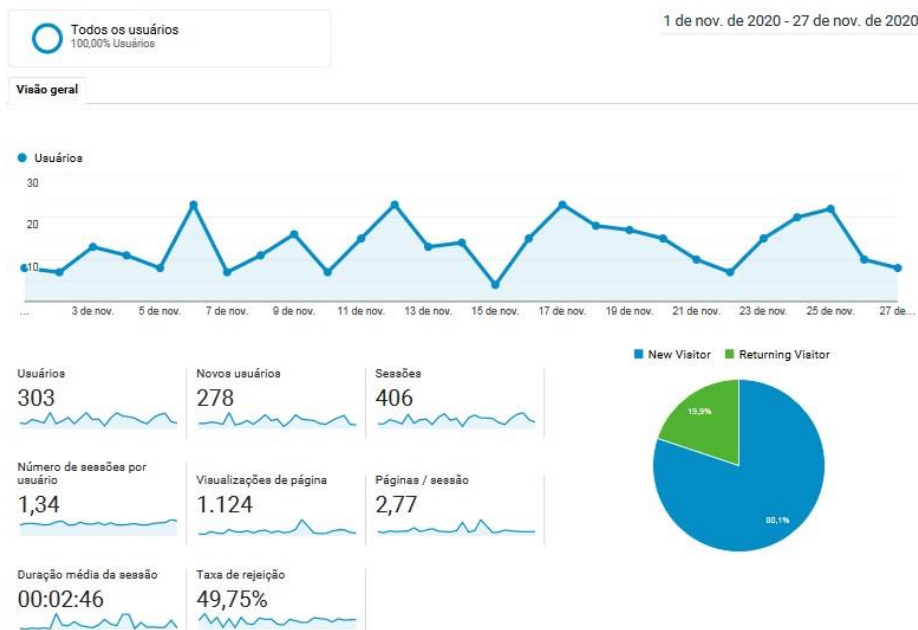 Todos os usuários
100,00% Usuários
1 de nov. de 2020 - 27 de nov. de 2020
Visão geral
Usuários
30
20
10
...
3 de nov.
5 de nov.
7 de nov.
9 de nov.
11 de nov.
13 de nov.
15 de nov.
17 de nov.
19 de nov.
21 de nov.
23 de nov.
25 de nov.
27 de...
New Visitor
Returning Visitor
Usuários
303
Novos usuários
278
Sessões
406
19,9%
80,1%
Número de sessões por
usuário
1,34
Visualizações de página
1.124
Páginas / sessão
2,77
Duração média da sessão
00:02:46
Taxa de rejeição
49,75%